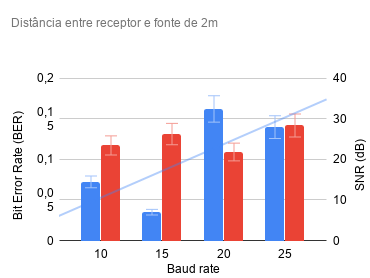 Distância entre receptor e fonte de 2m
Bit Error Rate (BER)
0,2
0,1
5
0,1
0,0
5
0
40
30
20
10
0
SNR (dB)
10 15 20 25
Baud rate